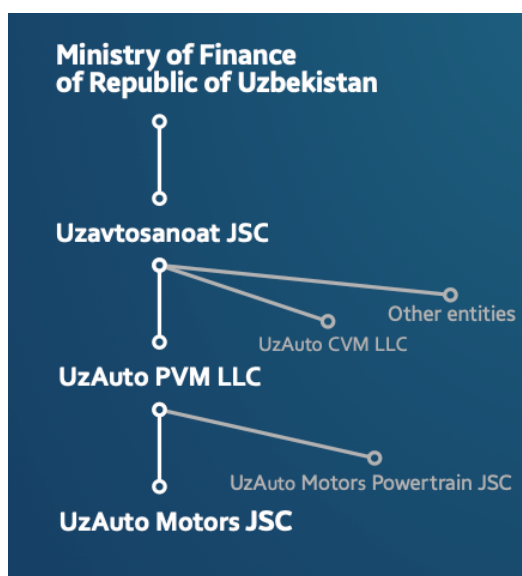 Ministry of Finance
of Republic of Uzbekistan
Uzavtosanoat JSC
Other entities
UzAuto CVM LLC
UzAuto PVM LLC
UzAuto Motors Powertrain JSC
UzAuto Motors JSC